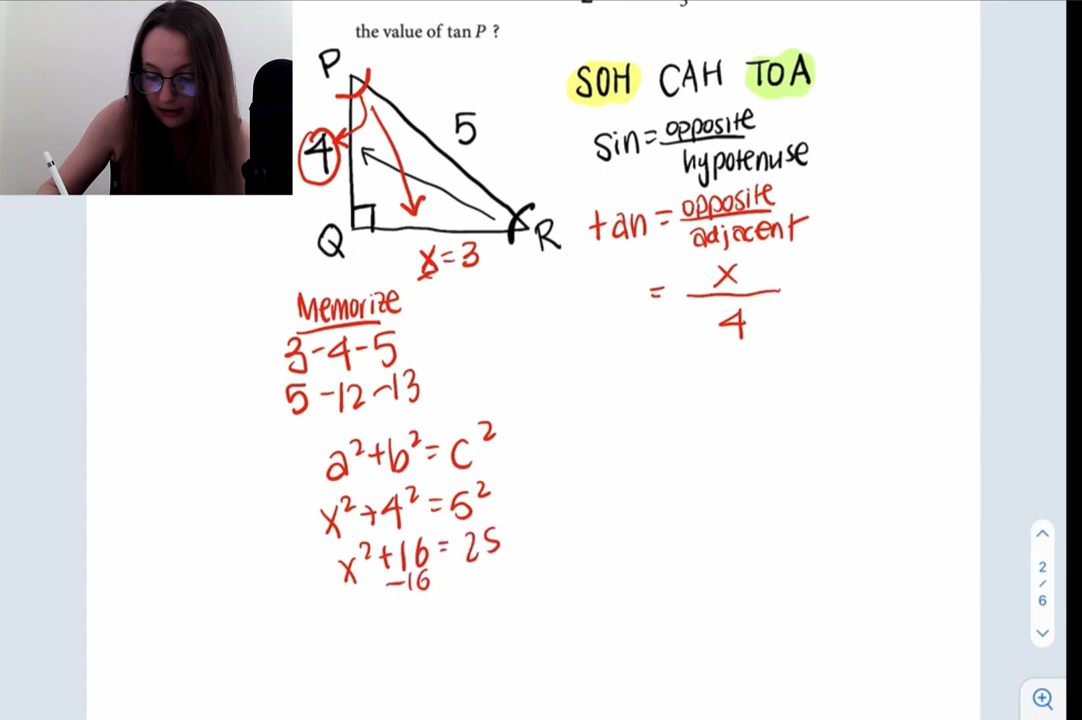 the value of tan P ?
P
SOH CAH TOA
5
sin = opposite
hypotenuse
4
tan = opposite
adjacent
Q
R
x = 3
= x
4
Memorize
3-4-5
5-12-13
a² + b² = c²
x² + 4² = 5²
x² + 16 = 25
-16
2
/
6